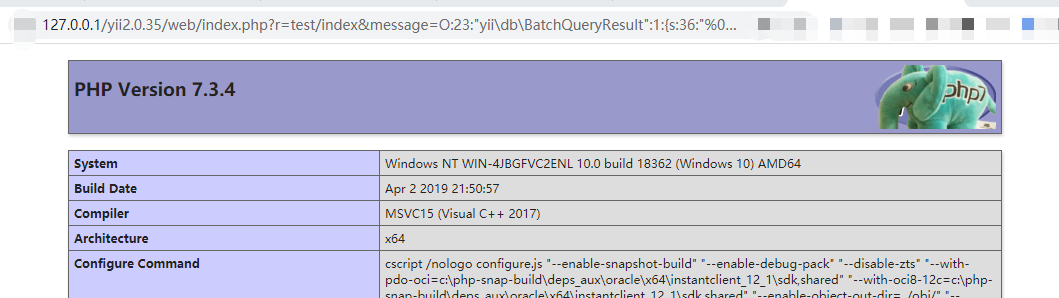 127.0.0.1/yii2.0.35/web/index.php?r=test/index&message=O:23:"yii\db\BatchQueryResult":1:{s:36:"%0...
PHP Version 7.3.4
php
System Windows NT WIN-4JBGFVC2ENL 10.0 build 18362 (Windows 10) AMD64
Build Date Apr 2 2019 21:50:57
Compiler MSVC15 (Visual C++ 2017)
Architecture x64
Configure Command cscript /nologo configure.js "--enable-snapshot-build" "--enable-debug-pack" "--disable-zts" "--with-
pdo-oci=c:\php-snap-build\deps_aux\oracle\x64\instantclient_12_1\sdk,shared" "--with-oci8-12c=c:\php-
snap-build\deps_aux\oracle\x64\instantclient_12_1\sdk,shared" "--enable-object-out-dir=../obj/" "--